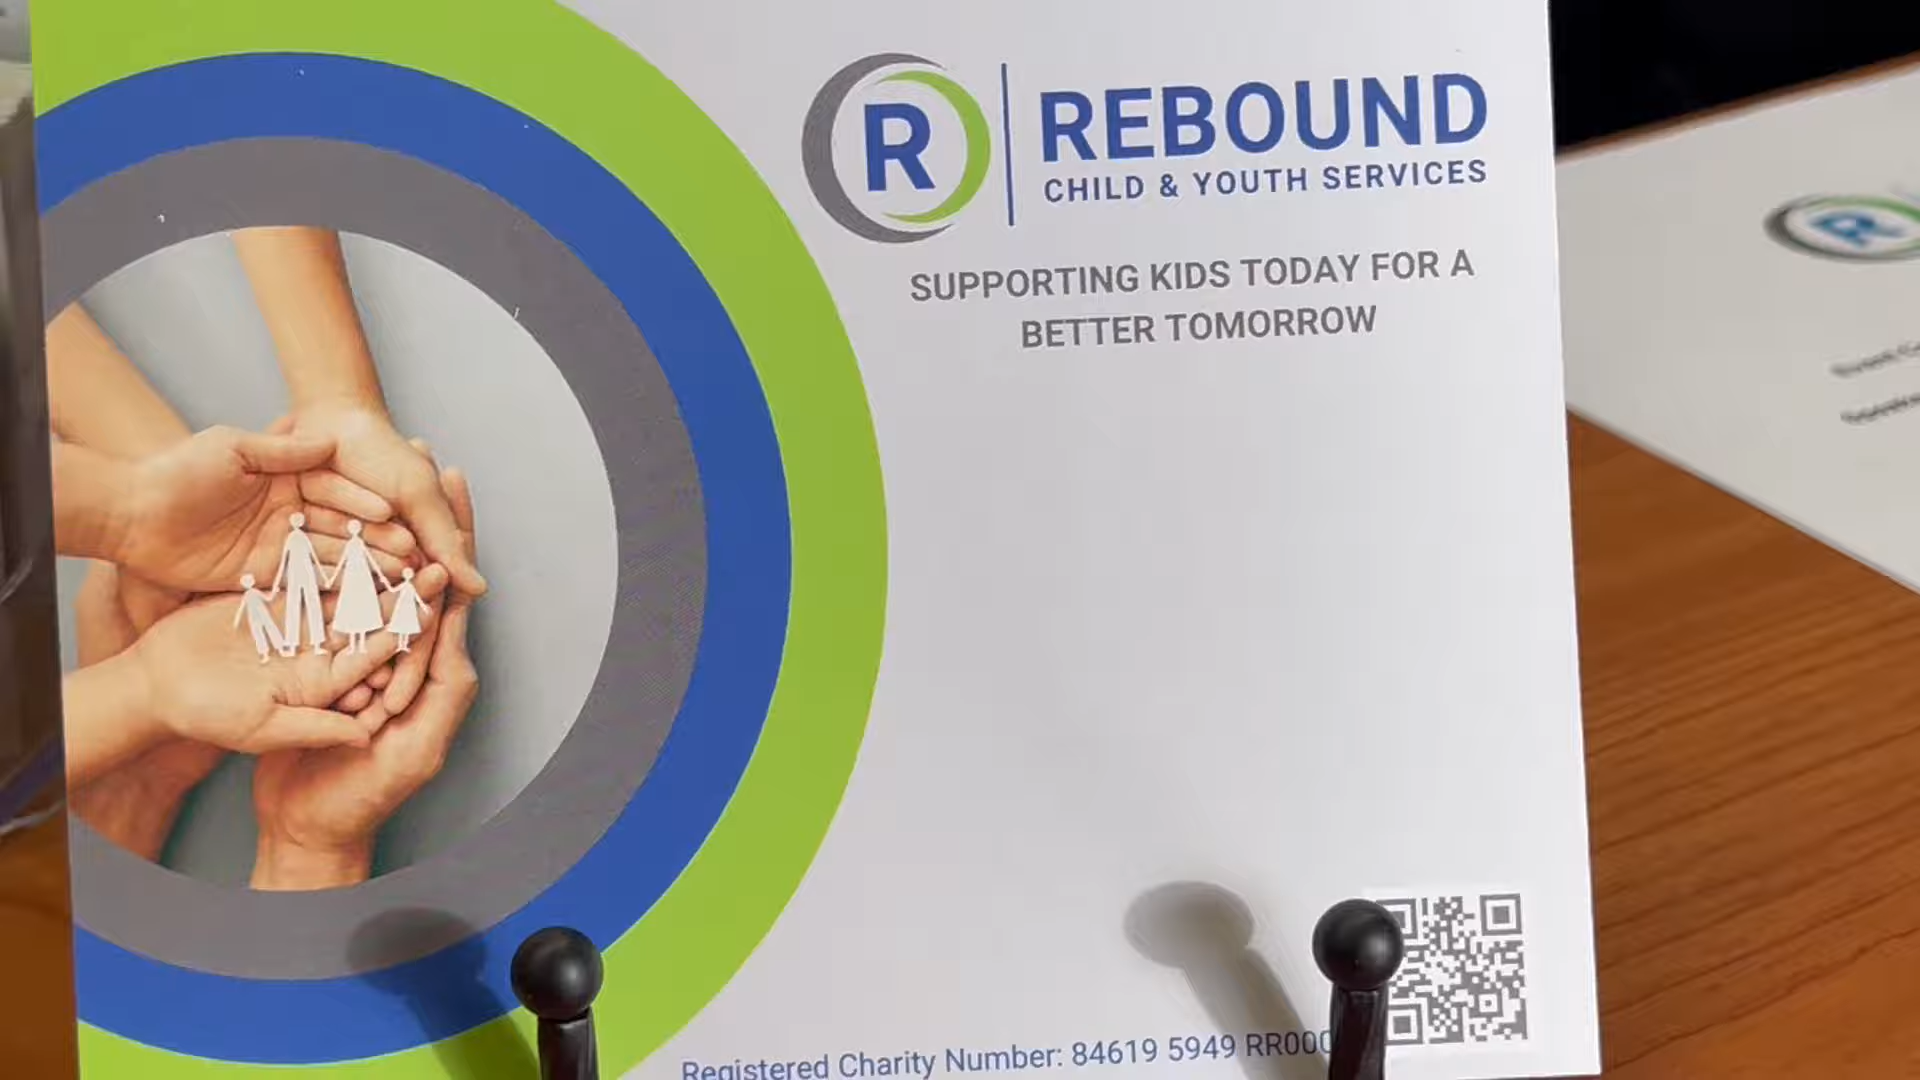 R
REBOUND
CHILD & YOUTH SERVICES
SUPPORTING KIDS TODAY FOR A
BETTER TOMORROW
R
Registered Charity Number: 84619 5949